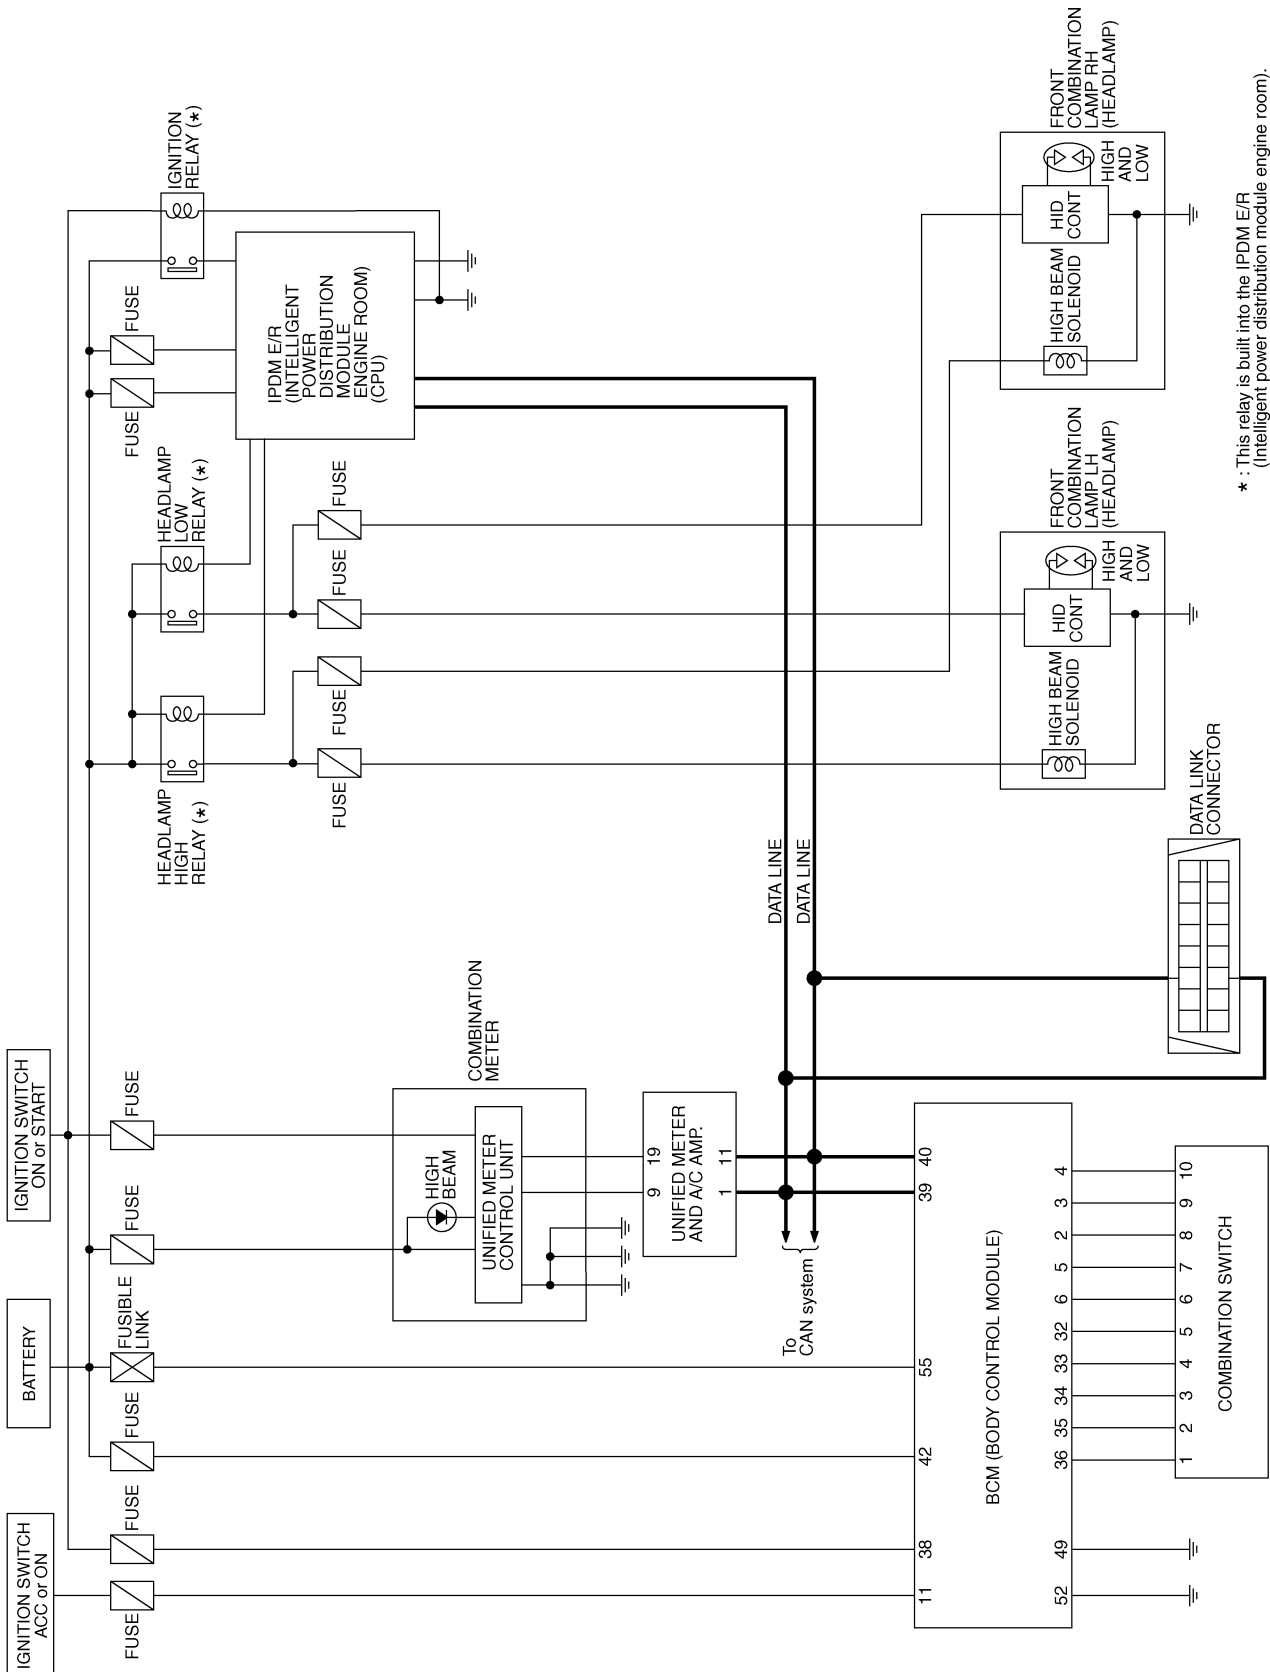 IGNITION SWITCH
ACC or ON
BATTERY
IGNITION SWITCH
ON or START
FUSE
FUSE
FUSE
FUSIBLE
LINK
FUSE
FUSE
HEADLAMP
HIGH
RELAY (*)
HEADLAMP
LOW
RELAY (*)
FUSE
FUSE
IGNITION
RELAY (*)
FUSE
FUSE
FUSE
FUSE
IPDM E/R
(INTELLIGENT
POWER
DISTRIBUTION
MODULE
ENGINE ROOM)
(CPU)
COMBINATION
METER
HIGH
BEAM
UNIFIED METER
CONTROL UNIT
9
19
UNIFIED METER
AND A/C AMP.
1
11
DATA LINE
DATA LINE
To
CAN system
11
38
42
55
39
40
BCM (BODY CONTROL MODULE)
52
49
36
35
34
33
32
6
5
2
3
4
1
2
3
4
5
6
7
8
9
10
COMBINATION SWITCH
DATA LINK
CONNECTOR
HIGH BEAM
SOLENOID
HID
CONT
HIGH
AND
LOW
FRONT
COMBINATION
LAMP LH
(HEADLAMP)
HIGH BEAM
SOLENOID
HID
CONT
HIGH
AND
LOW
FRONT
COMBINATION
LAMP RH
(HEADLAMP)
* : This relay is built into the IPDM E/R
(Intelligent power distribution module engine room).